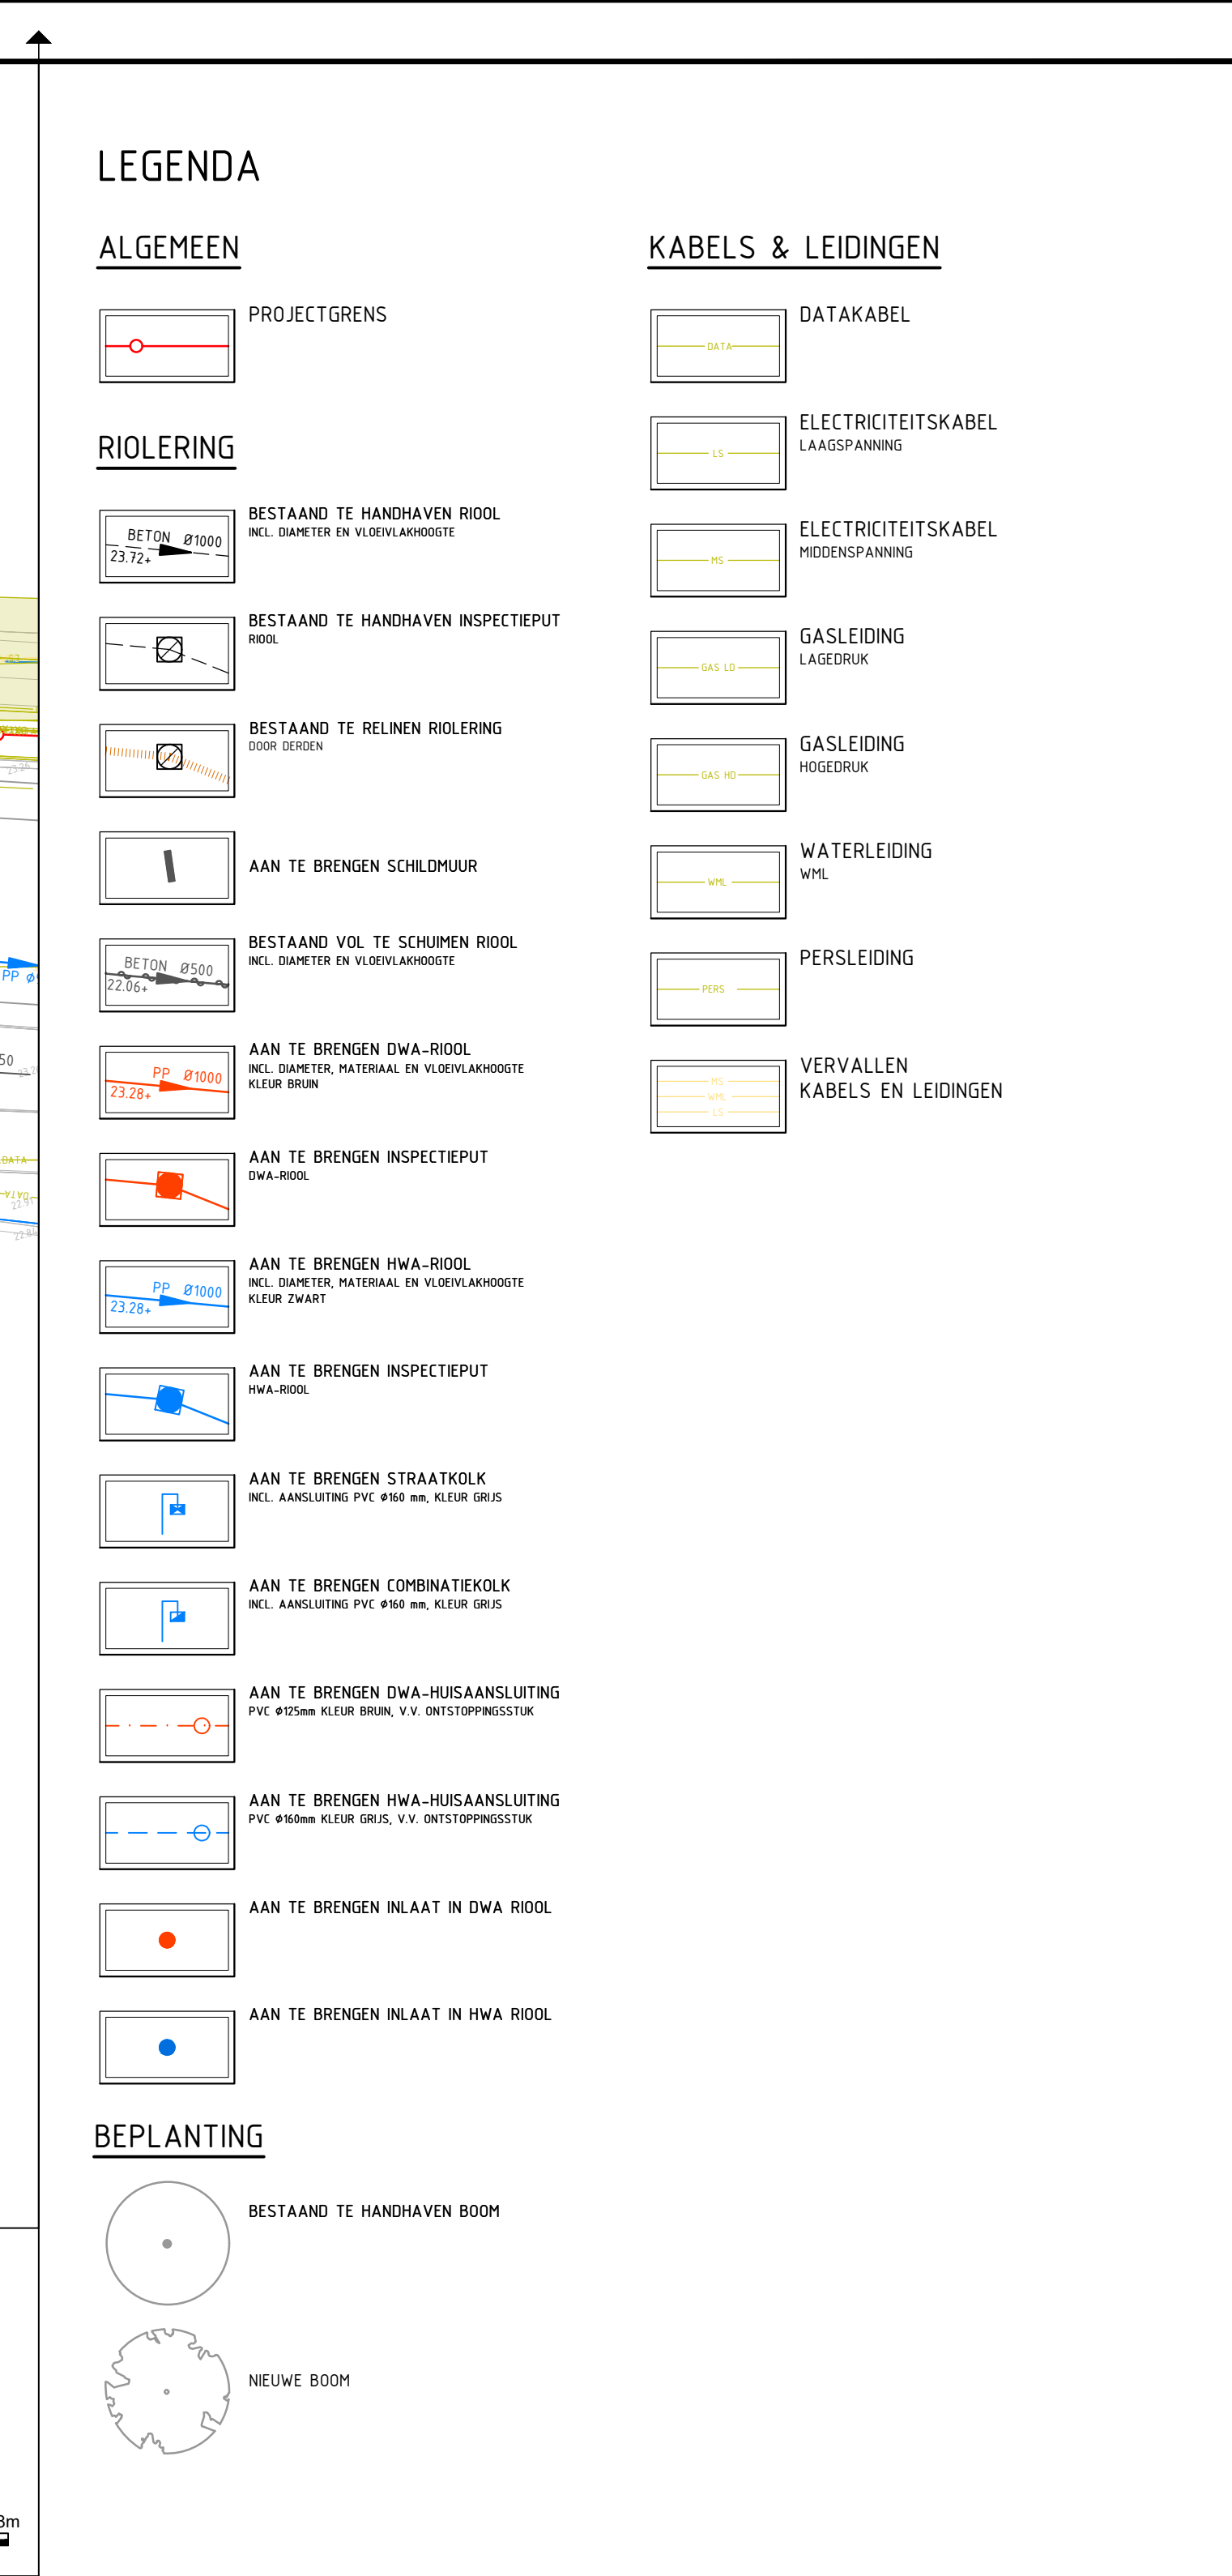 LEGENDA
ALGEMEEN
PROJECTGRENS
RIOLERING
BETON Ø1000
23.72+
BESTAAND TE HANDHAVEN RIOOL
INCL. DIAMETER EN VLOEIVLAKHOOGTE
BESTAAND TE HANDHAVEN INSPECTIEPUT
RIOOL
BESTAAND TE RELINEN RIOLERING
DOOR DERDEN
AAN TE BRENGEN SCHILDMUUR
BETON Ø500
22.06+
BESTAAND VOL TE SCHUIMEN RIOOL
INCL. DIAMETER EN VLOEIVLAKHOOGTE
PP Ø1000
23.28+
AAN TE BRENGEN DWA-RIOOL
INCL. DIAMETER, MATERIAAL EN VLOEIVLAKHOOGTE
KLEUR BRUIN
AAN TE BRENGEN INSPECTIEPUT
DWA-RIOOL
PP Ø1000
23.28+
AAN TE BRENGEN HWA-RIOOL
INCL. DIAMETER, MATERIAAL EN VLOEIVLAKHOOGTE
KLEUR ZWART
AAN TE BRENGEN INSPECTIEPUT
HWA-RIOOL
AAN TE BRENGEN STRAATKOLK
INCL. AANSLUITING PVC Ø160 mm, KLEUR GRIJS
AAN TE BRENGEN COMBINATIEKOLK
INCL. AANSLUITING PVC Ø160 mm, KLEUR GRIJS
AAN TE BRENGEN DWA-HUISAANSLUITING
PVC Ø125mm KLEUR BRUIN, V.V. ONTSTOPPINGSSTUK
AAN TE BRENGEN HWA-HUISAANSLUITING
PVC Ø160mm KLEUR GRIJS, V.V. ONTSTOPPINGSSTUK
AAN TE BRENGEN INLAAT IN DWA RIOOL
AAN TE BRENGEN INLAAT IN HWA RIOOL
BEPLANTING
BESTAAND TE HANDHAVEN BOOM
NIEUWE BOOM
KABELS & LEIDINGEN
DATA
DATAKABEL
LS
ELECTRICITEITSKABEL
LAAGSPANNING
MS
ELECTRICITEITSKABEL
MIDDENSPANNING
GAS LD
GASLEIDING
LAGEDRUK
GAS HD
GASLEIDING
HOGEDRUK
WML
WATERLEIDING
WML
PERS
PERSLEIDING
MS
WML
LS
VERVALLEN
KABELS EN LEIDINGEN
PP
50
DATA
DATA
3m